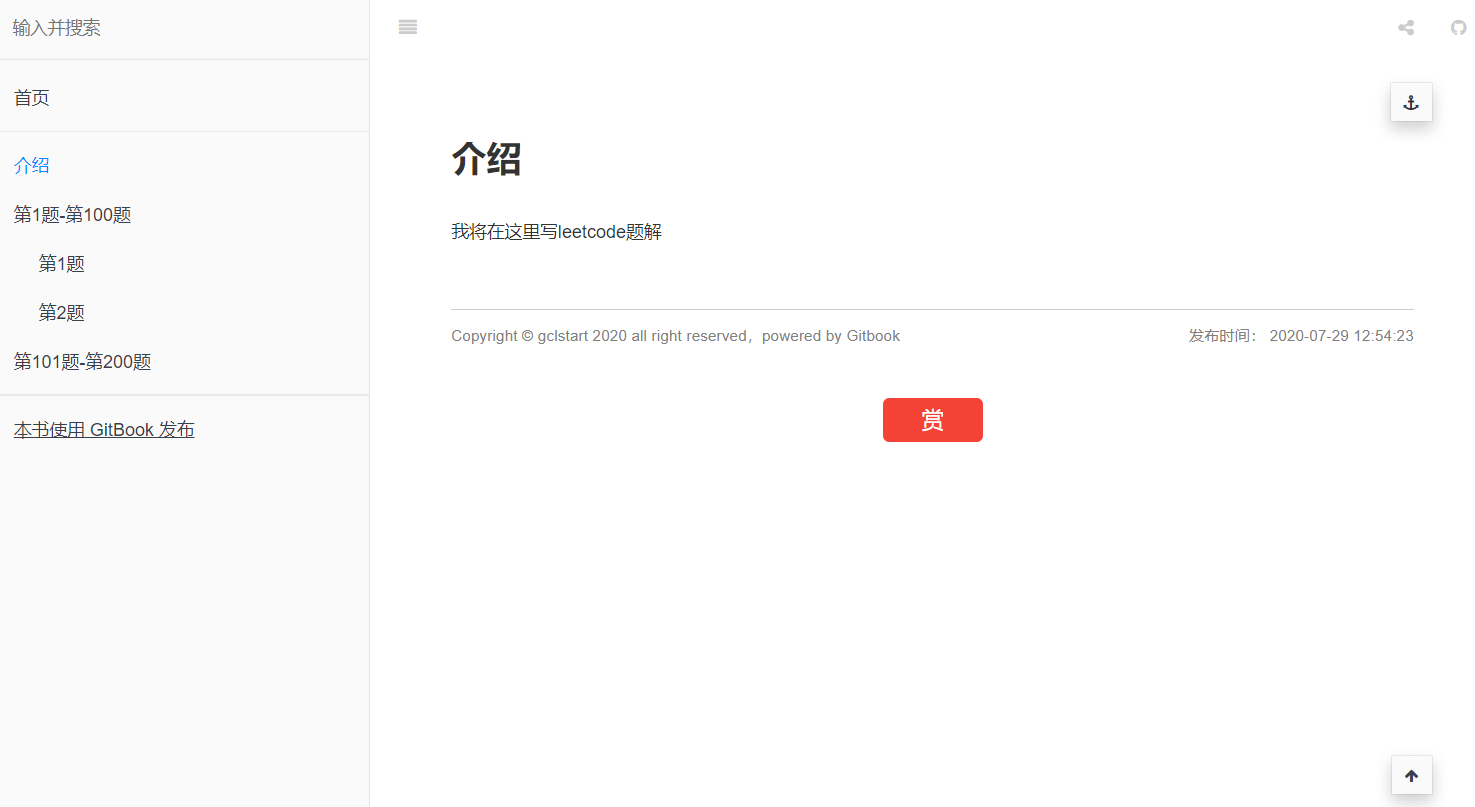 输入并搜索
首页
介绍
第1题-第100题
第1题
第2题
第101题-第200题
本书使用 GitBook 发布
介绍
我将在这里写leetcode题解
Copyright © gclstart 2020 all right reserved，powered by Gitbook
发布时间： 2020-07-29 12:54:23
赏